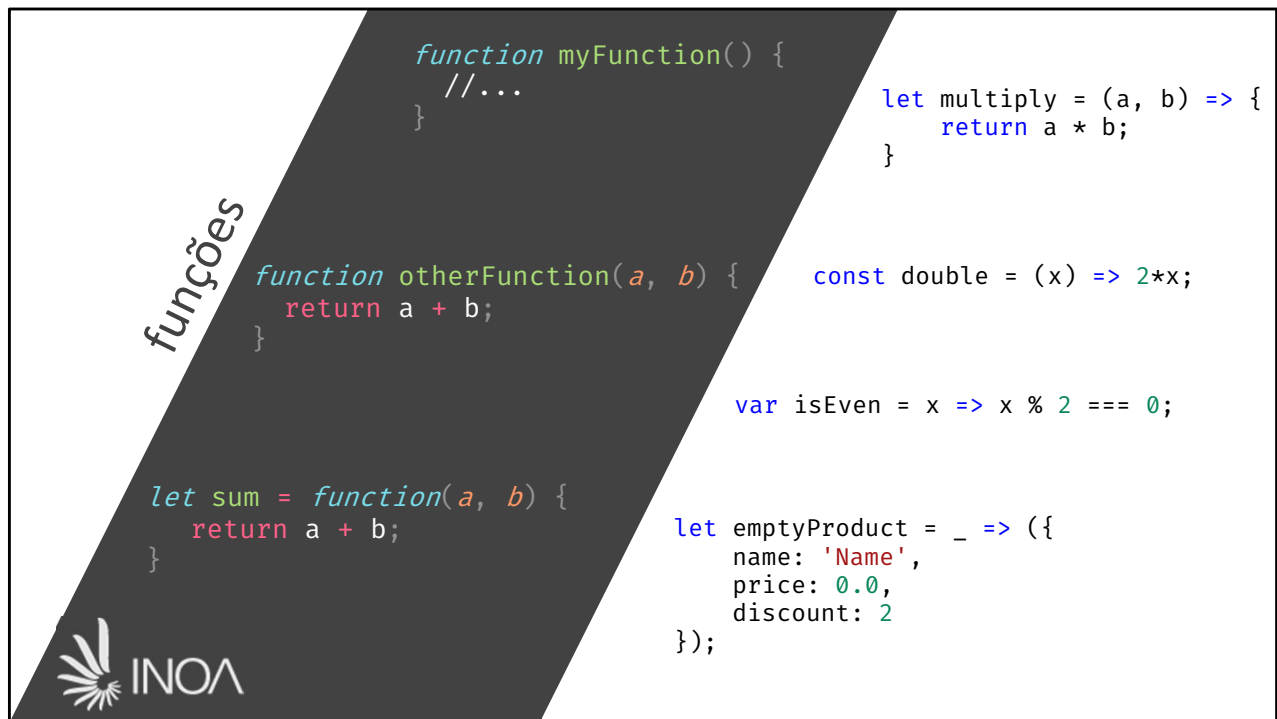 funções
function myFunction() {
  //...
}
function otherFunction(a, b) {
  return a + b;
}
let sum = function(a, b) {
  return a + b;
}
let multiply = (a, b) => {
    return a * b;
}
const double = (x) => 2*x;
var isEven = x => x % 2 === 0;
let emptyProduct = _ => ({
    name: 'Name',
    price: 0.0,
    discount: 2
});
INOA